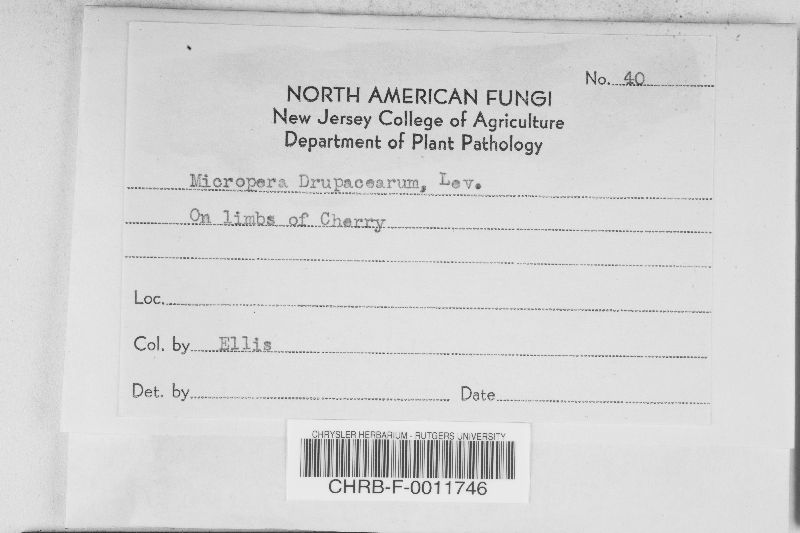 No. 40
NORTH AMERICAN FUNGI
New Jersey College of Agriculture
Department of Plant Pathology
Micropera Drupacearum, Lev.
On limbs of Cherry
Loc.
Col. by Ellis
Det. by Date
CHRYSLER HERBARIUM - RUTGERS UNIVERSITY
CHRB-F-0011746